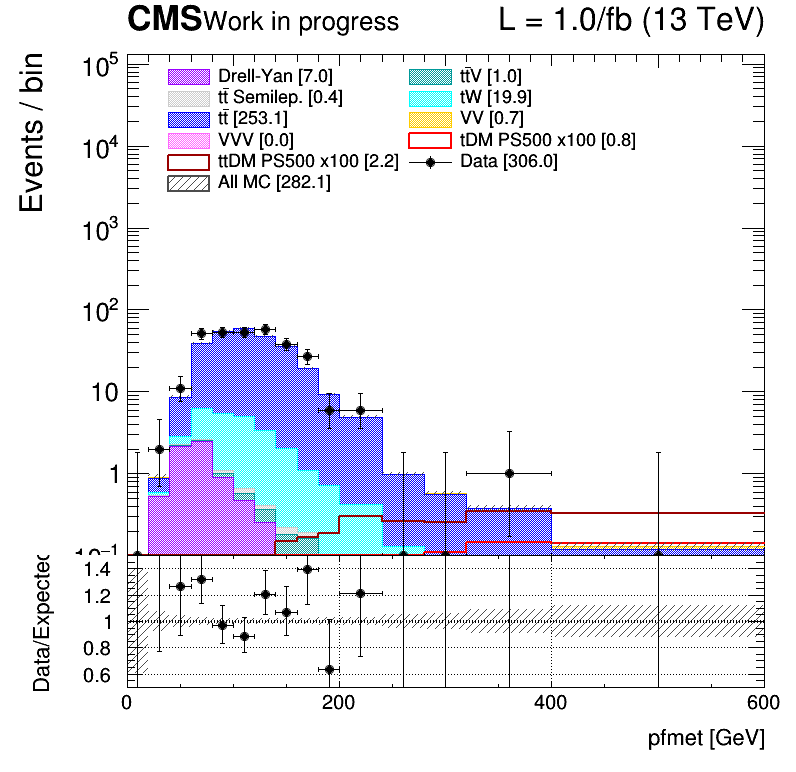 CMS Work in progress L = 1.0/fb (13 TeV)
Events / bin
10⁵
10⁴
10³
10²
10
1
10⁻¹
Drell-Yan [7.0] tt̄V [1.0]
tt̄ Semilep. [0.4] tW [19.9]
tt̄ [253.1] VV [0.7]
VVV [0.0] tDM PS500 x100 [0.8]
ttDM PS500 x100 [2.2] Data [306.0]
All MC [282.1]
Data/Expected
1.4
1.2
1
0.8
0.6
0 200 400 600
pfmet [GeV]